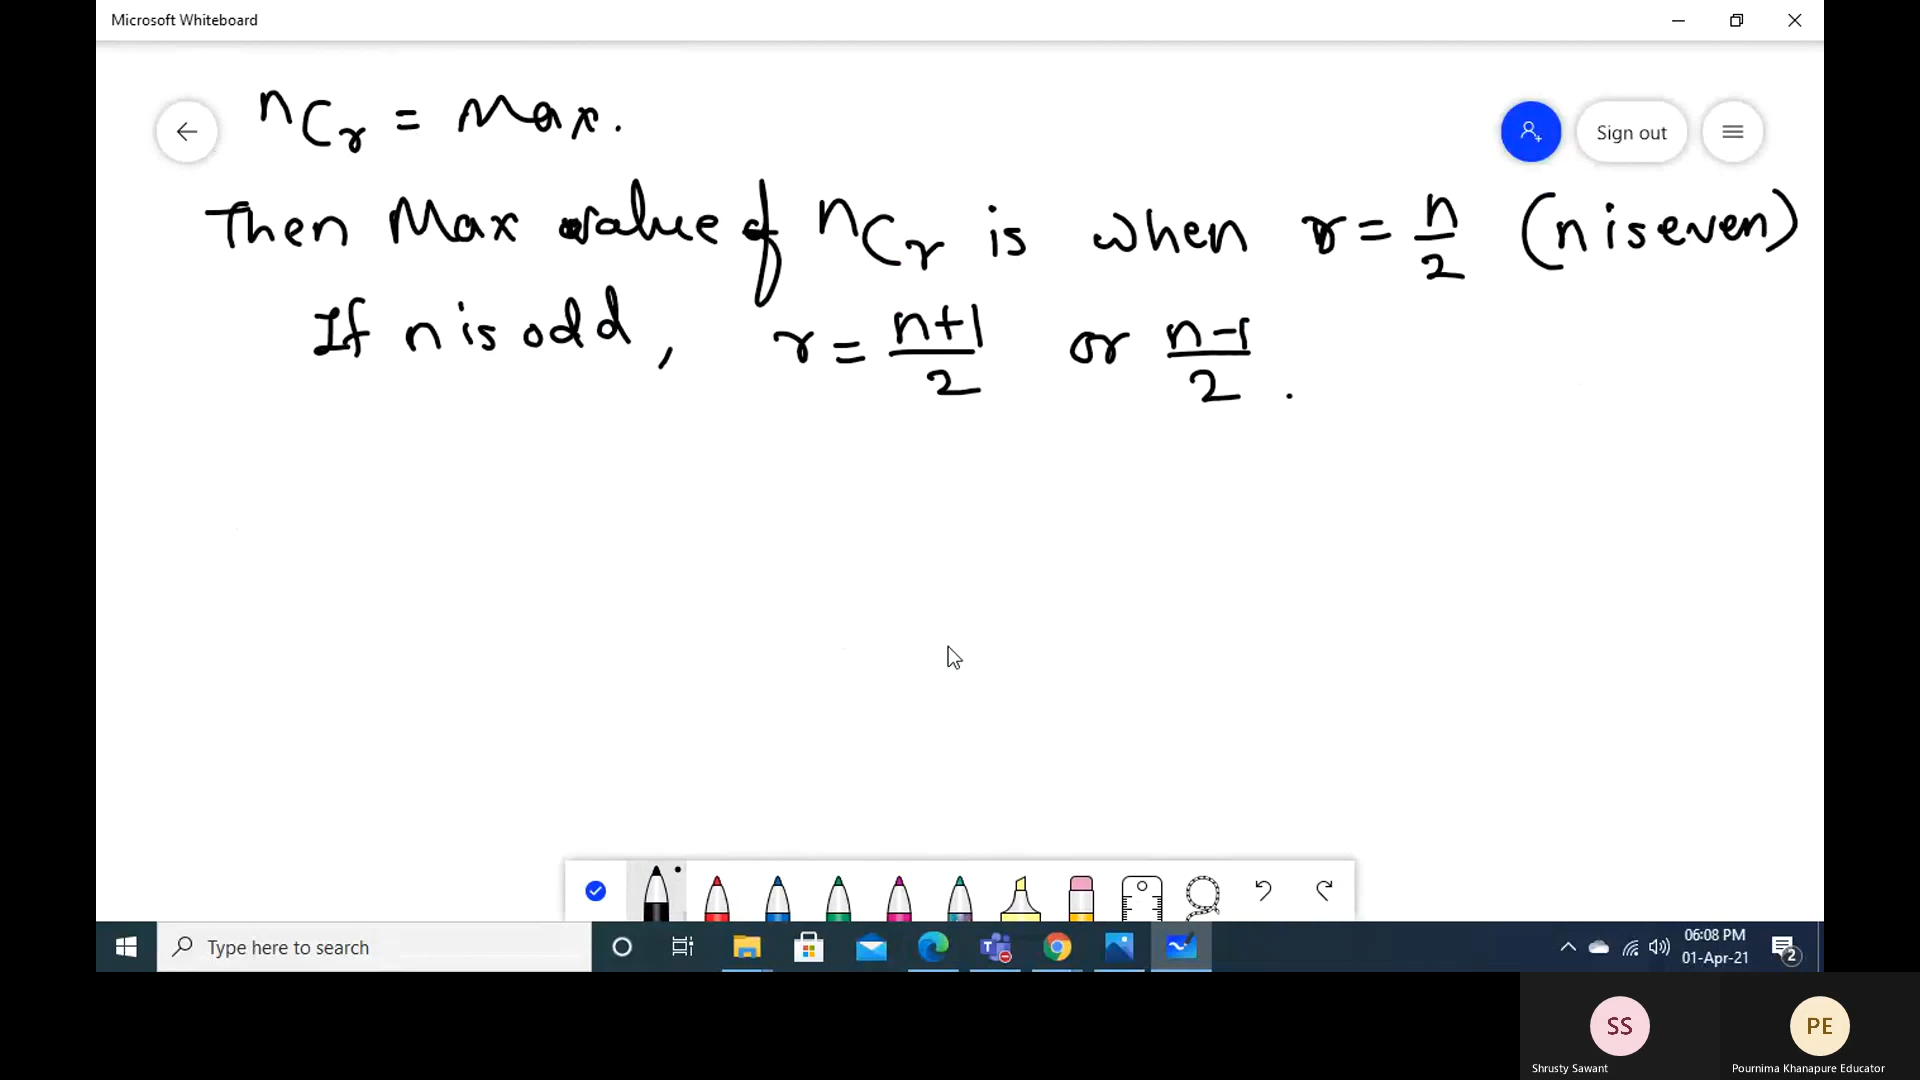 Microsoft Whiteboard
nCr = Max.
Sign out
Then Max value of nCr is when r = n/2 (n is even)
If n is odd, r = n+1/2 or n-1/2 .
Type here to search
06:08 PM
01-Apr-21
2
SS
PE
Shrusty Sawant
Pournima Khanapure Educator